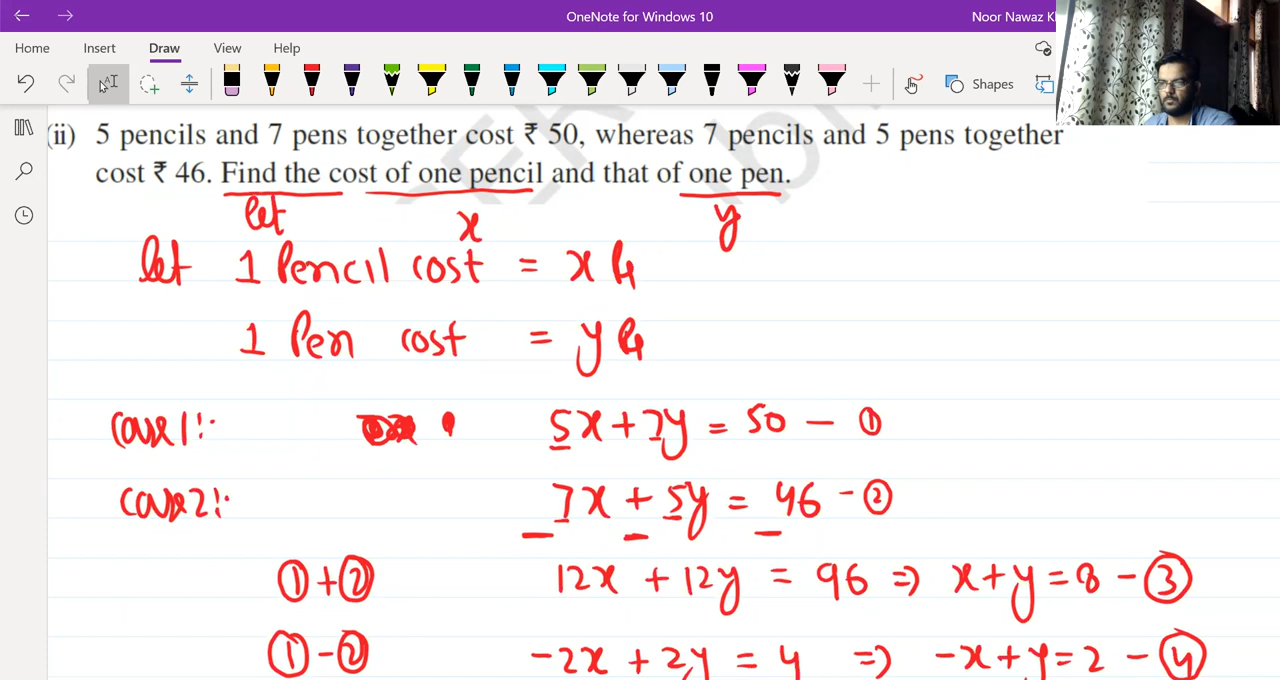 OneNote for Windows 10
Noor Nawaz Kh
Home Insert Draw View Help
Shapes
(ii) 5 pencils and 7 pens together cost ₹ 50, whereas 7 pencils and 5 pens together
cost ₹ 46. Find the cost of one pencil and that of one pen.
let x y
let 1 Pencil cost = x
1 Pen cost = y
Case 1:- 5x + 7y = 50 - ①
Case 2:- 7x + 5y = 46 - ②
① + ② 12x + 12y = 96 ⇒ x + y = 8 - ③
① - ② -2x + 2y = 4 ⇒ -x + y = 2 - ④